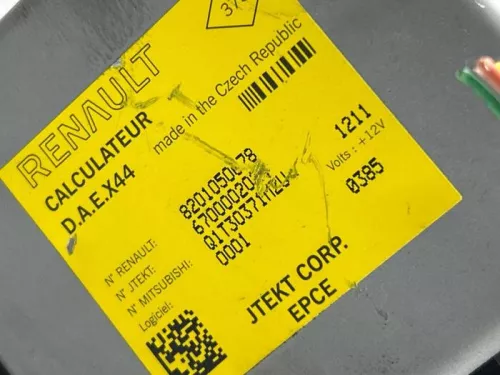 RENAULT
CALCULATEUR
D.A.E.X44
made in the Czech Republic
N° RENAULT:
N° JTEKT:
N° MITSUBISHI: Q1T30371MZU
Logiciel: 0001
1211
Volts : +12V
0385
JTEKT CORP.
EPCE